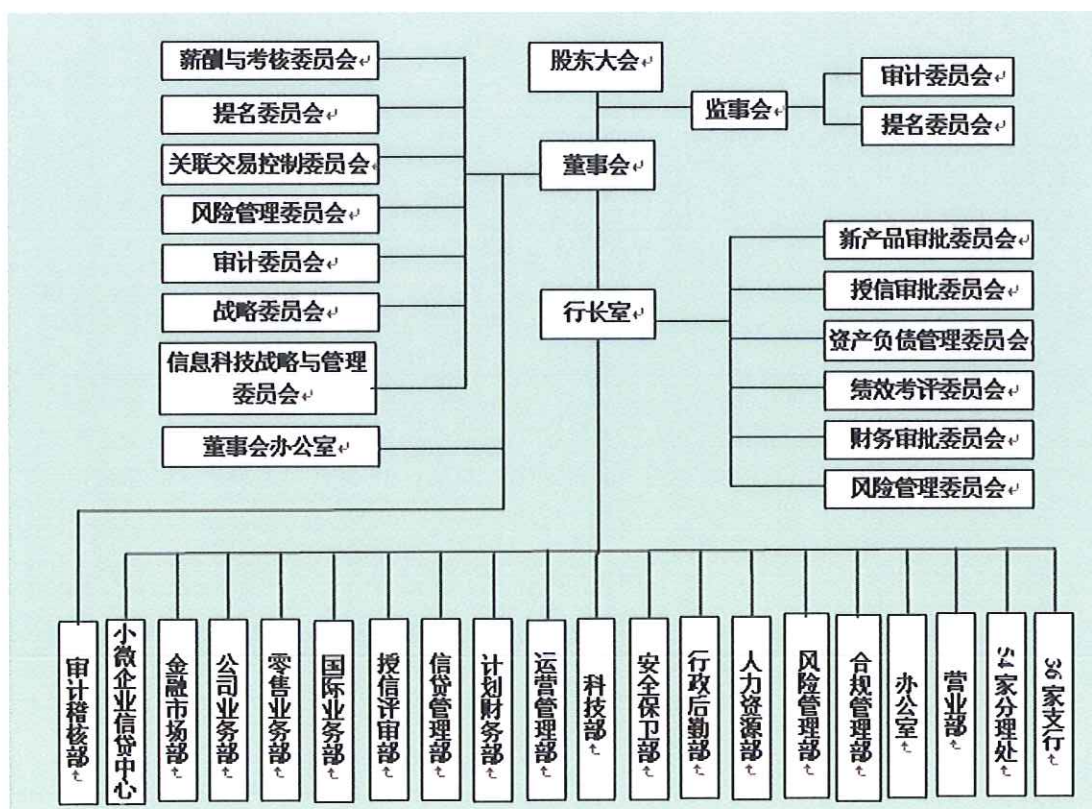 薪酬与考核委员会
提名委员会
关联交易控制委员会
风险管理委员会
审计委员会
战略委员会
信息科技战略与管理
委员会
董事会办公室
股东大会
监事会
审计委员会
提名委员会
董事会
行长室
新产品审批委员会
授信审批委员会
资产负债管理委员会
绩效考评委员会
财务审批委员会
风险管理委员会
审计稽核部
小微企业信贷中心
金融市场部
公司业务部
零售业务部
国际业务部
授信评审部
信贷管理部
计划财务部
运营管理部
科技部
安全保卫部
行政后勤部
人力资源部
风险管理部
合规管理部
办公室
营业部
54家分理处
36家支行